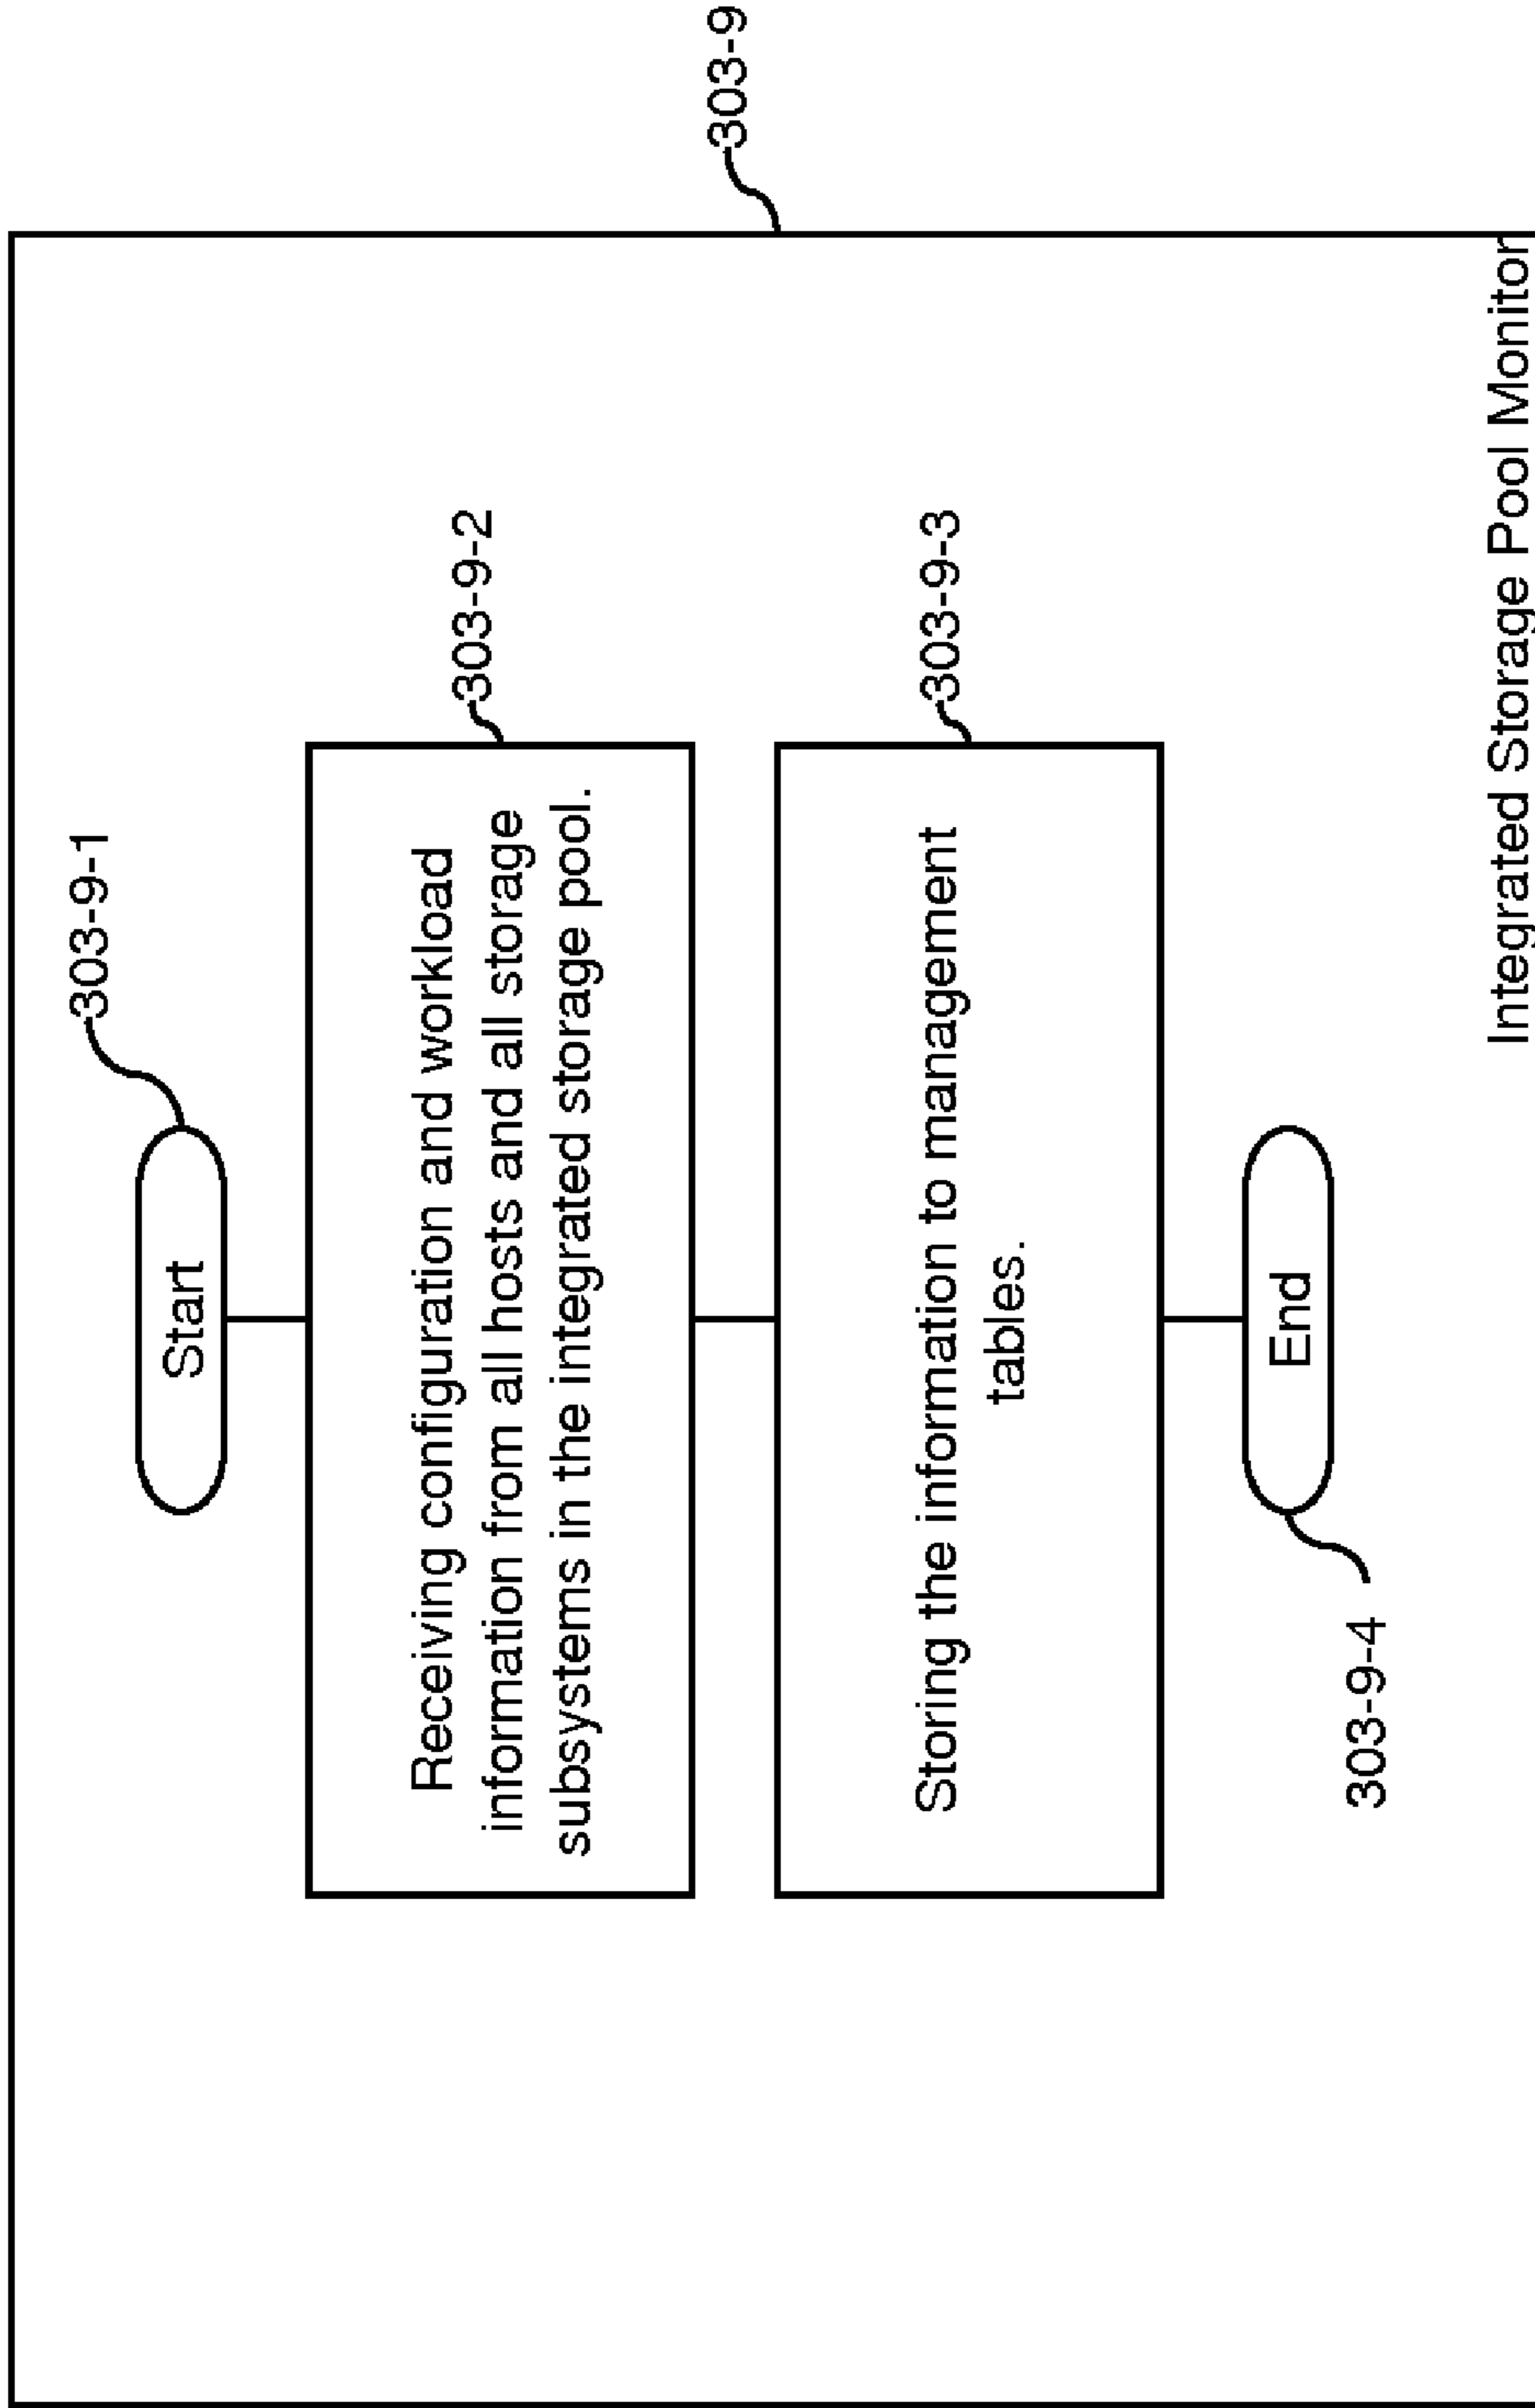 303-9-1
Start
303-9-2
Receiving configuration and workload
information from all hosts and all storage
subsystems in the integrated storage pool.
303-9
303-9-3
Storing the information to management
tables.
End
303-9-4
Integrated Storage Pool Monitor